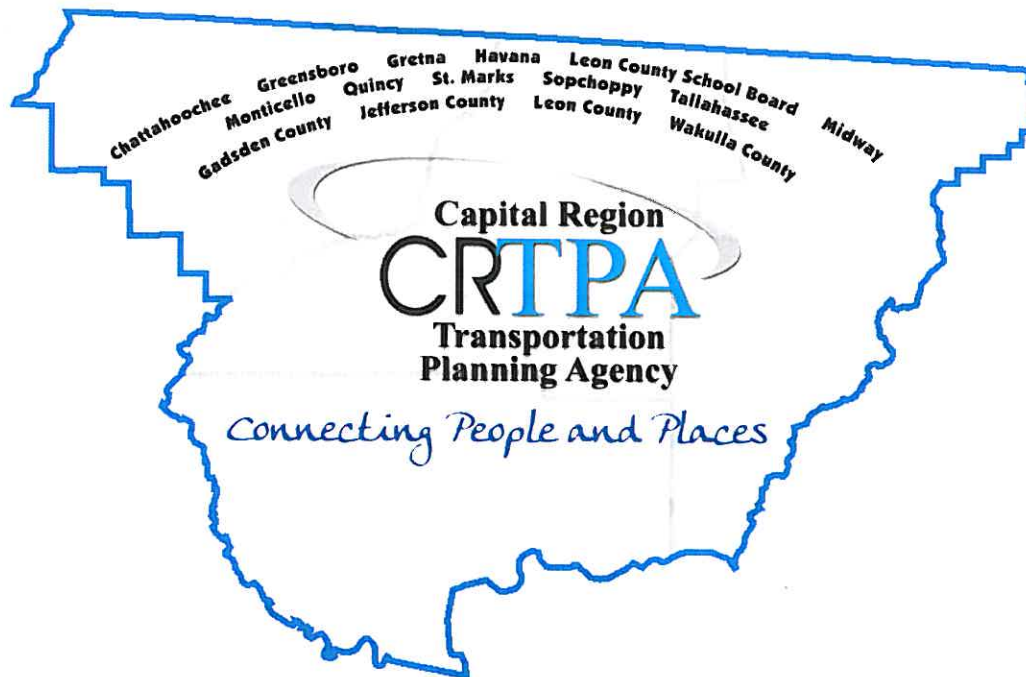 Chattahoochee Greensboro Gretna Havana Leon County School Board Midway
Monticello Quincy St. Marks Sopchoppy Tallahassee
Gadsden County Jefferson County Leon County Wakulla County
Capital Region
CRTPA
Transportation
Planning Agency
Connecting People and Places